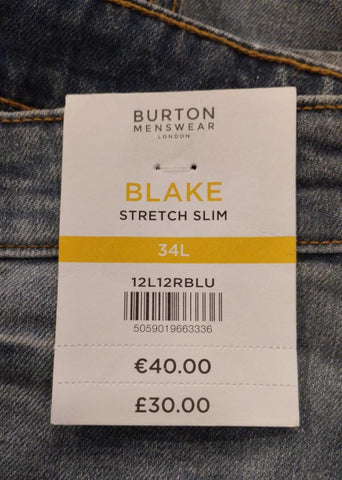 BURTON
MENSWEAR
LONDON
BLAKE
STRETCH SLIM
34L
12L12RBLU
5059019663336
€40.00
£30.00